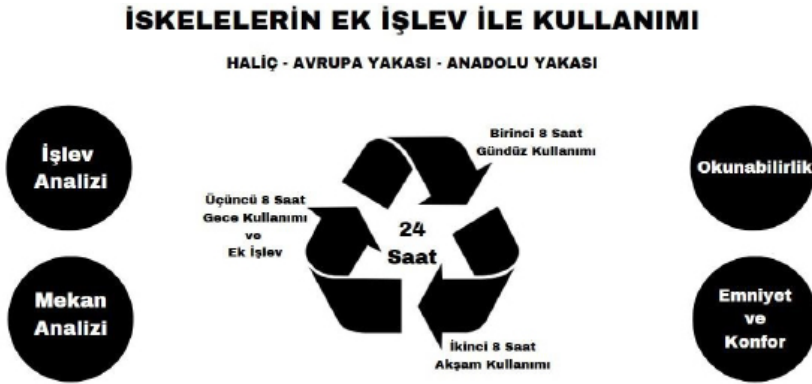 İSKELELERİN EK İŞLEV İLE KULLANIMI
HALİÇ - AVRUPA YAKASI - ANADOLU YAKASI
İşlev
Analizi
Mekan
Analizi
Üçüncü 8 Saat
Gece Kullanımı
ve
Ek İşlev
24
Saat
Birinci 8 Saat
Gündüz Kullanımı
İkinci 8 Saat
Akşam Kullanımı
Okunabilirlik
Emniyet
ve
Konfor